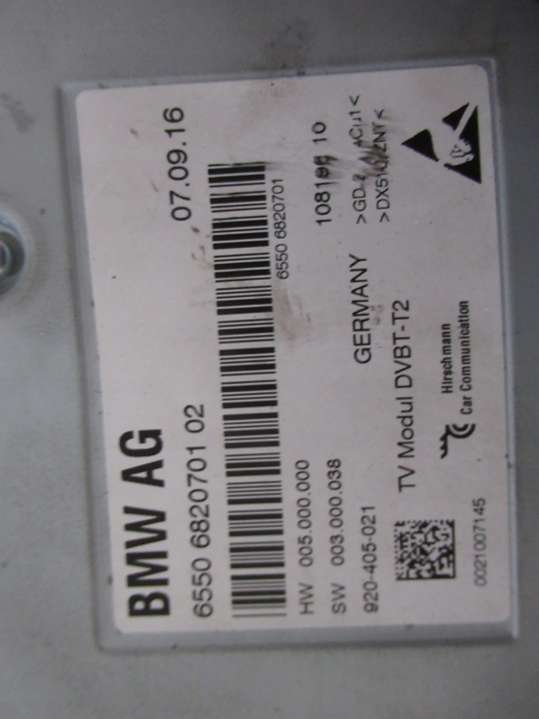 BMW AG
07.09.16
6550 6820701 02
6550 6820701
HW 005.000.000
10
SW 003.000.038
920-405-021
GERMANY
TV Modul DVBT-T2
Hirschmann
Car Communication
0021007145